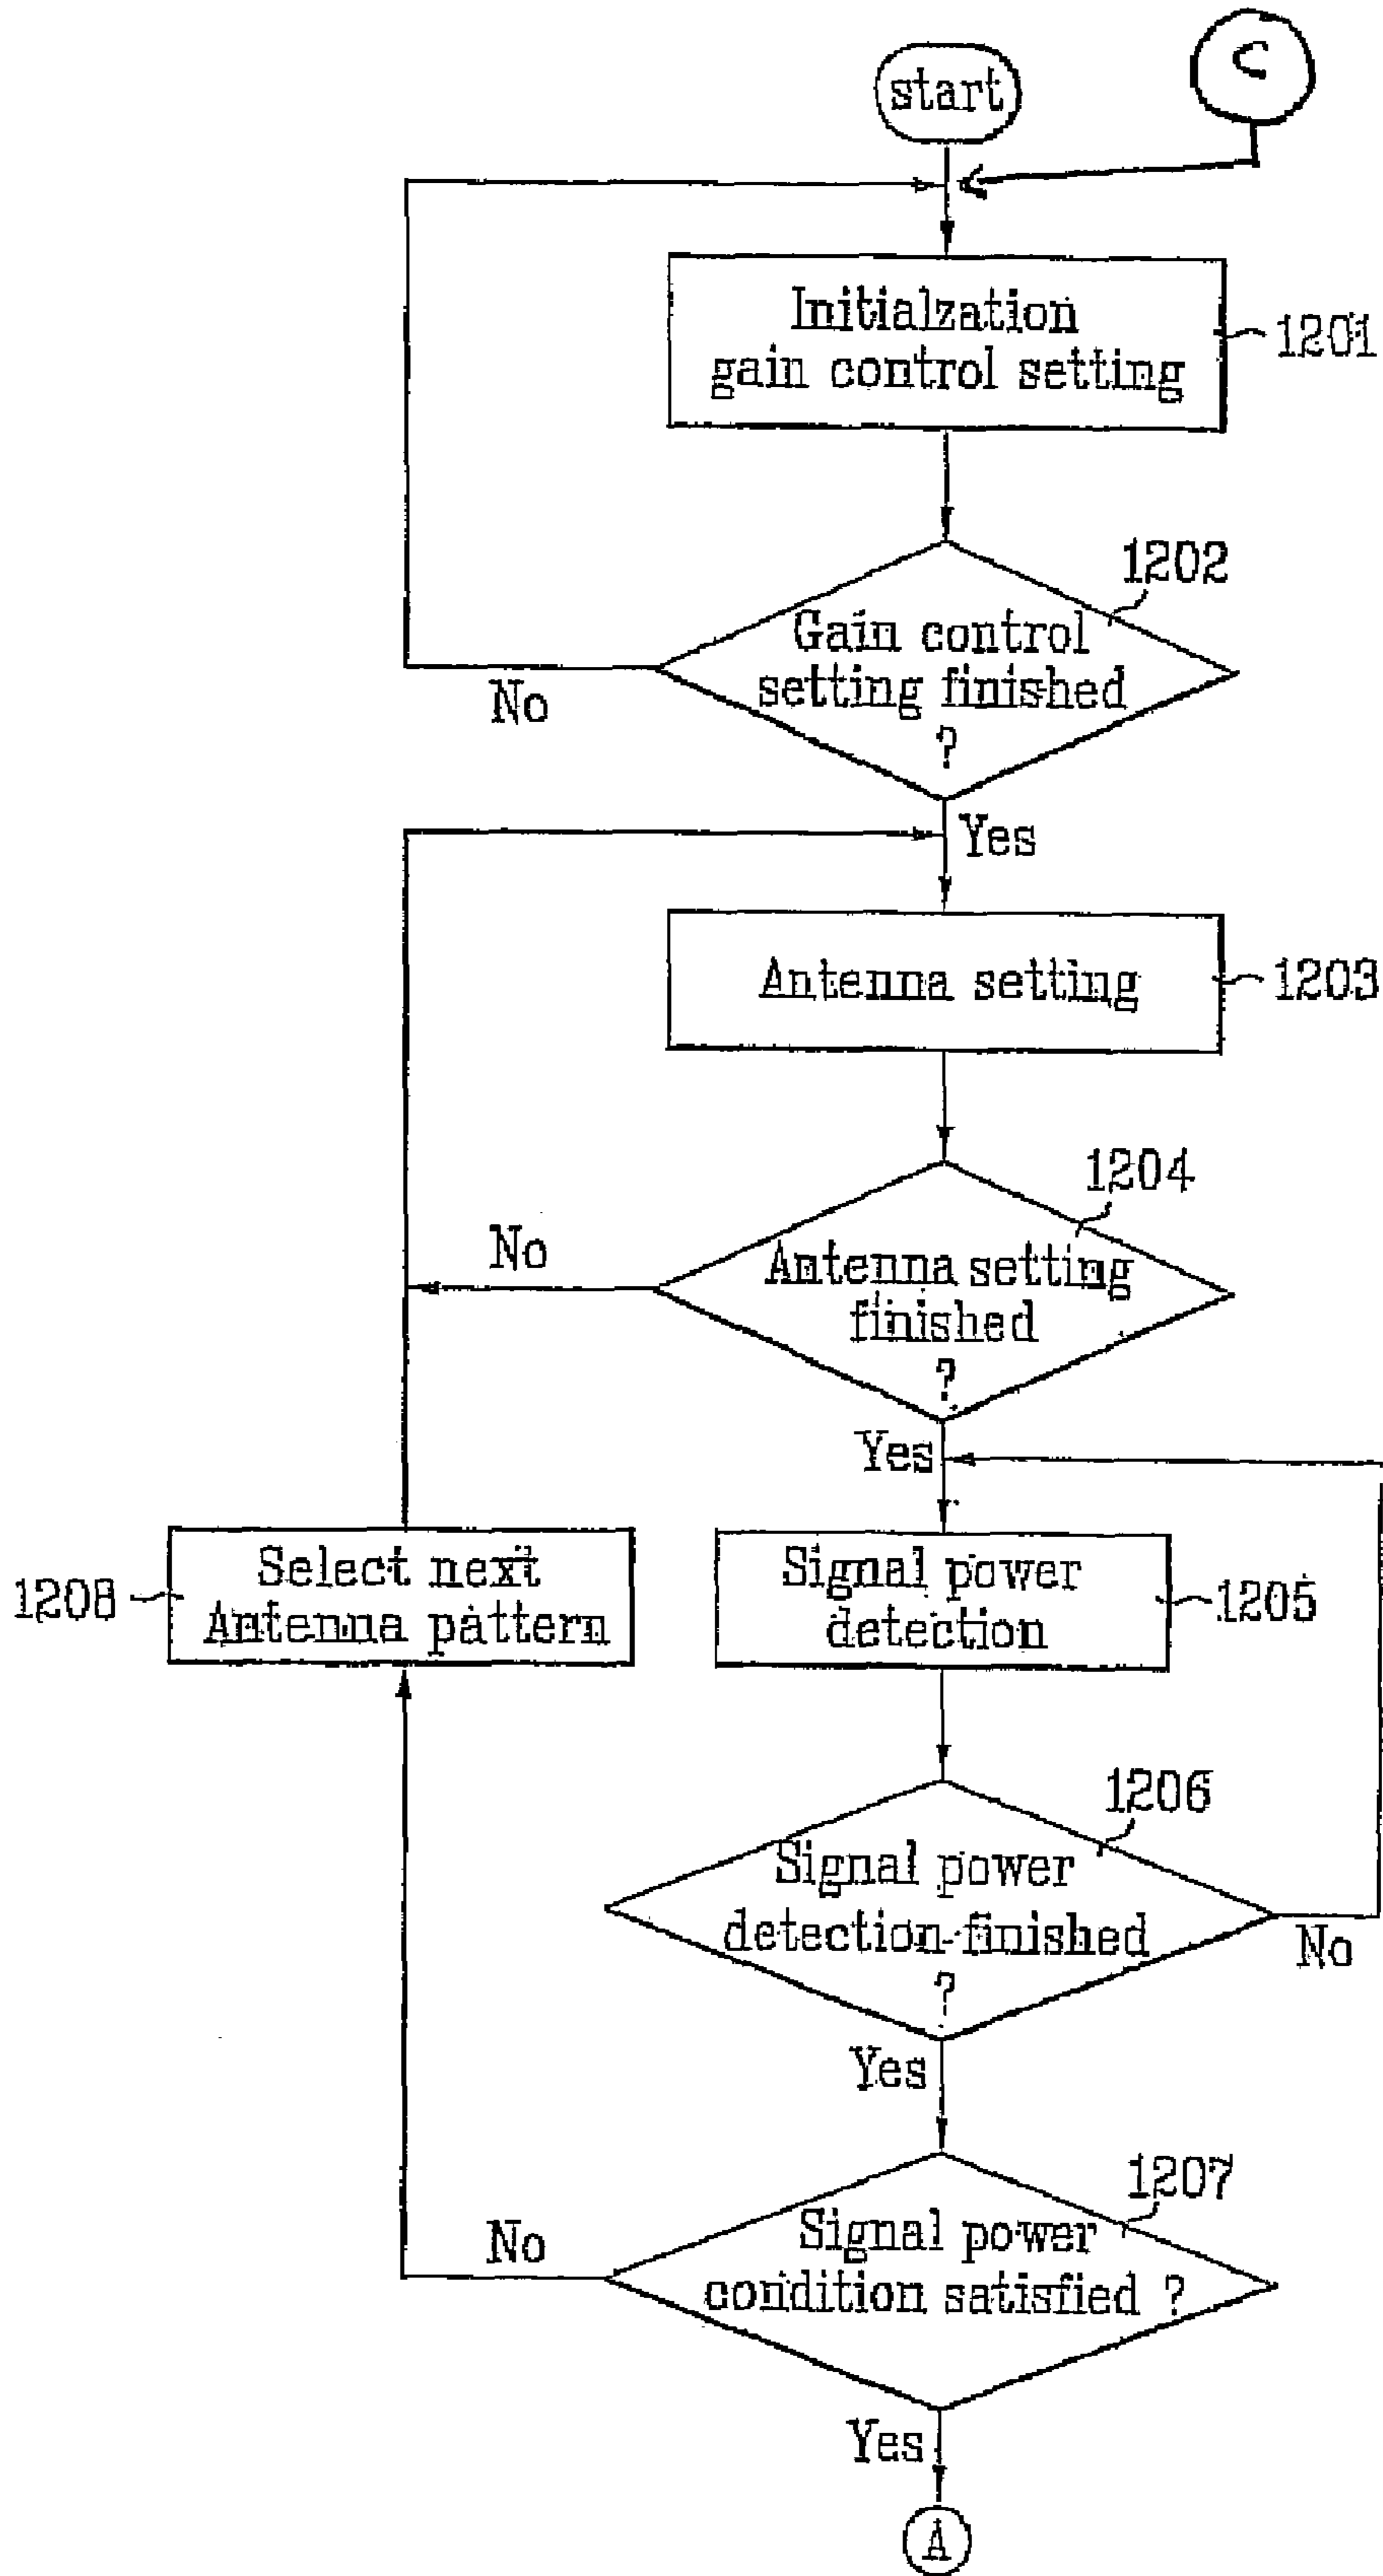 C
start
Initialzation
gain control setting
1201
1202
Gain control
setting finished
?
No
Yes
Antenna setting
1203
1204
No
Antenna setting
finished
?
Yes
Select next
Antenna pattern
1208
Signal power
detection
1205
1206
Signal power
detection finished
?
No
Yes
1207
Signal power
condition satisfied ?
No
Yes
A